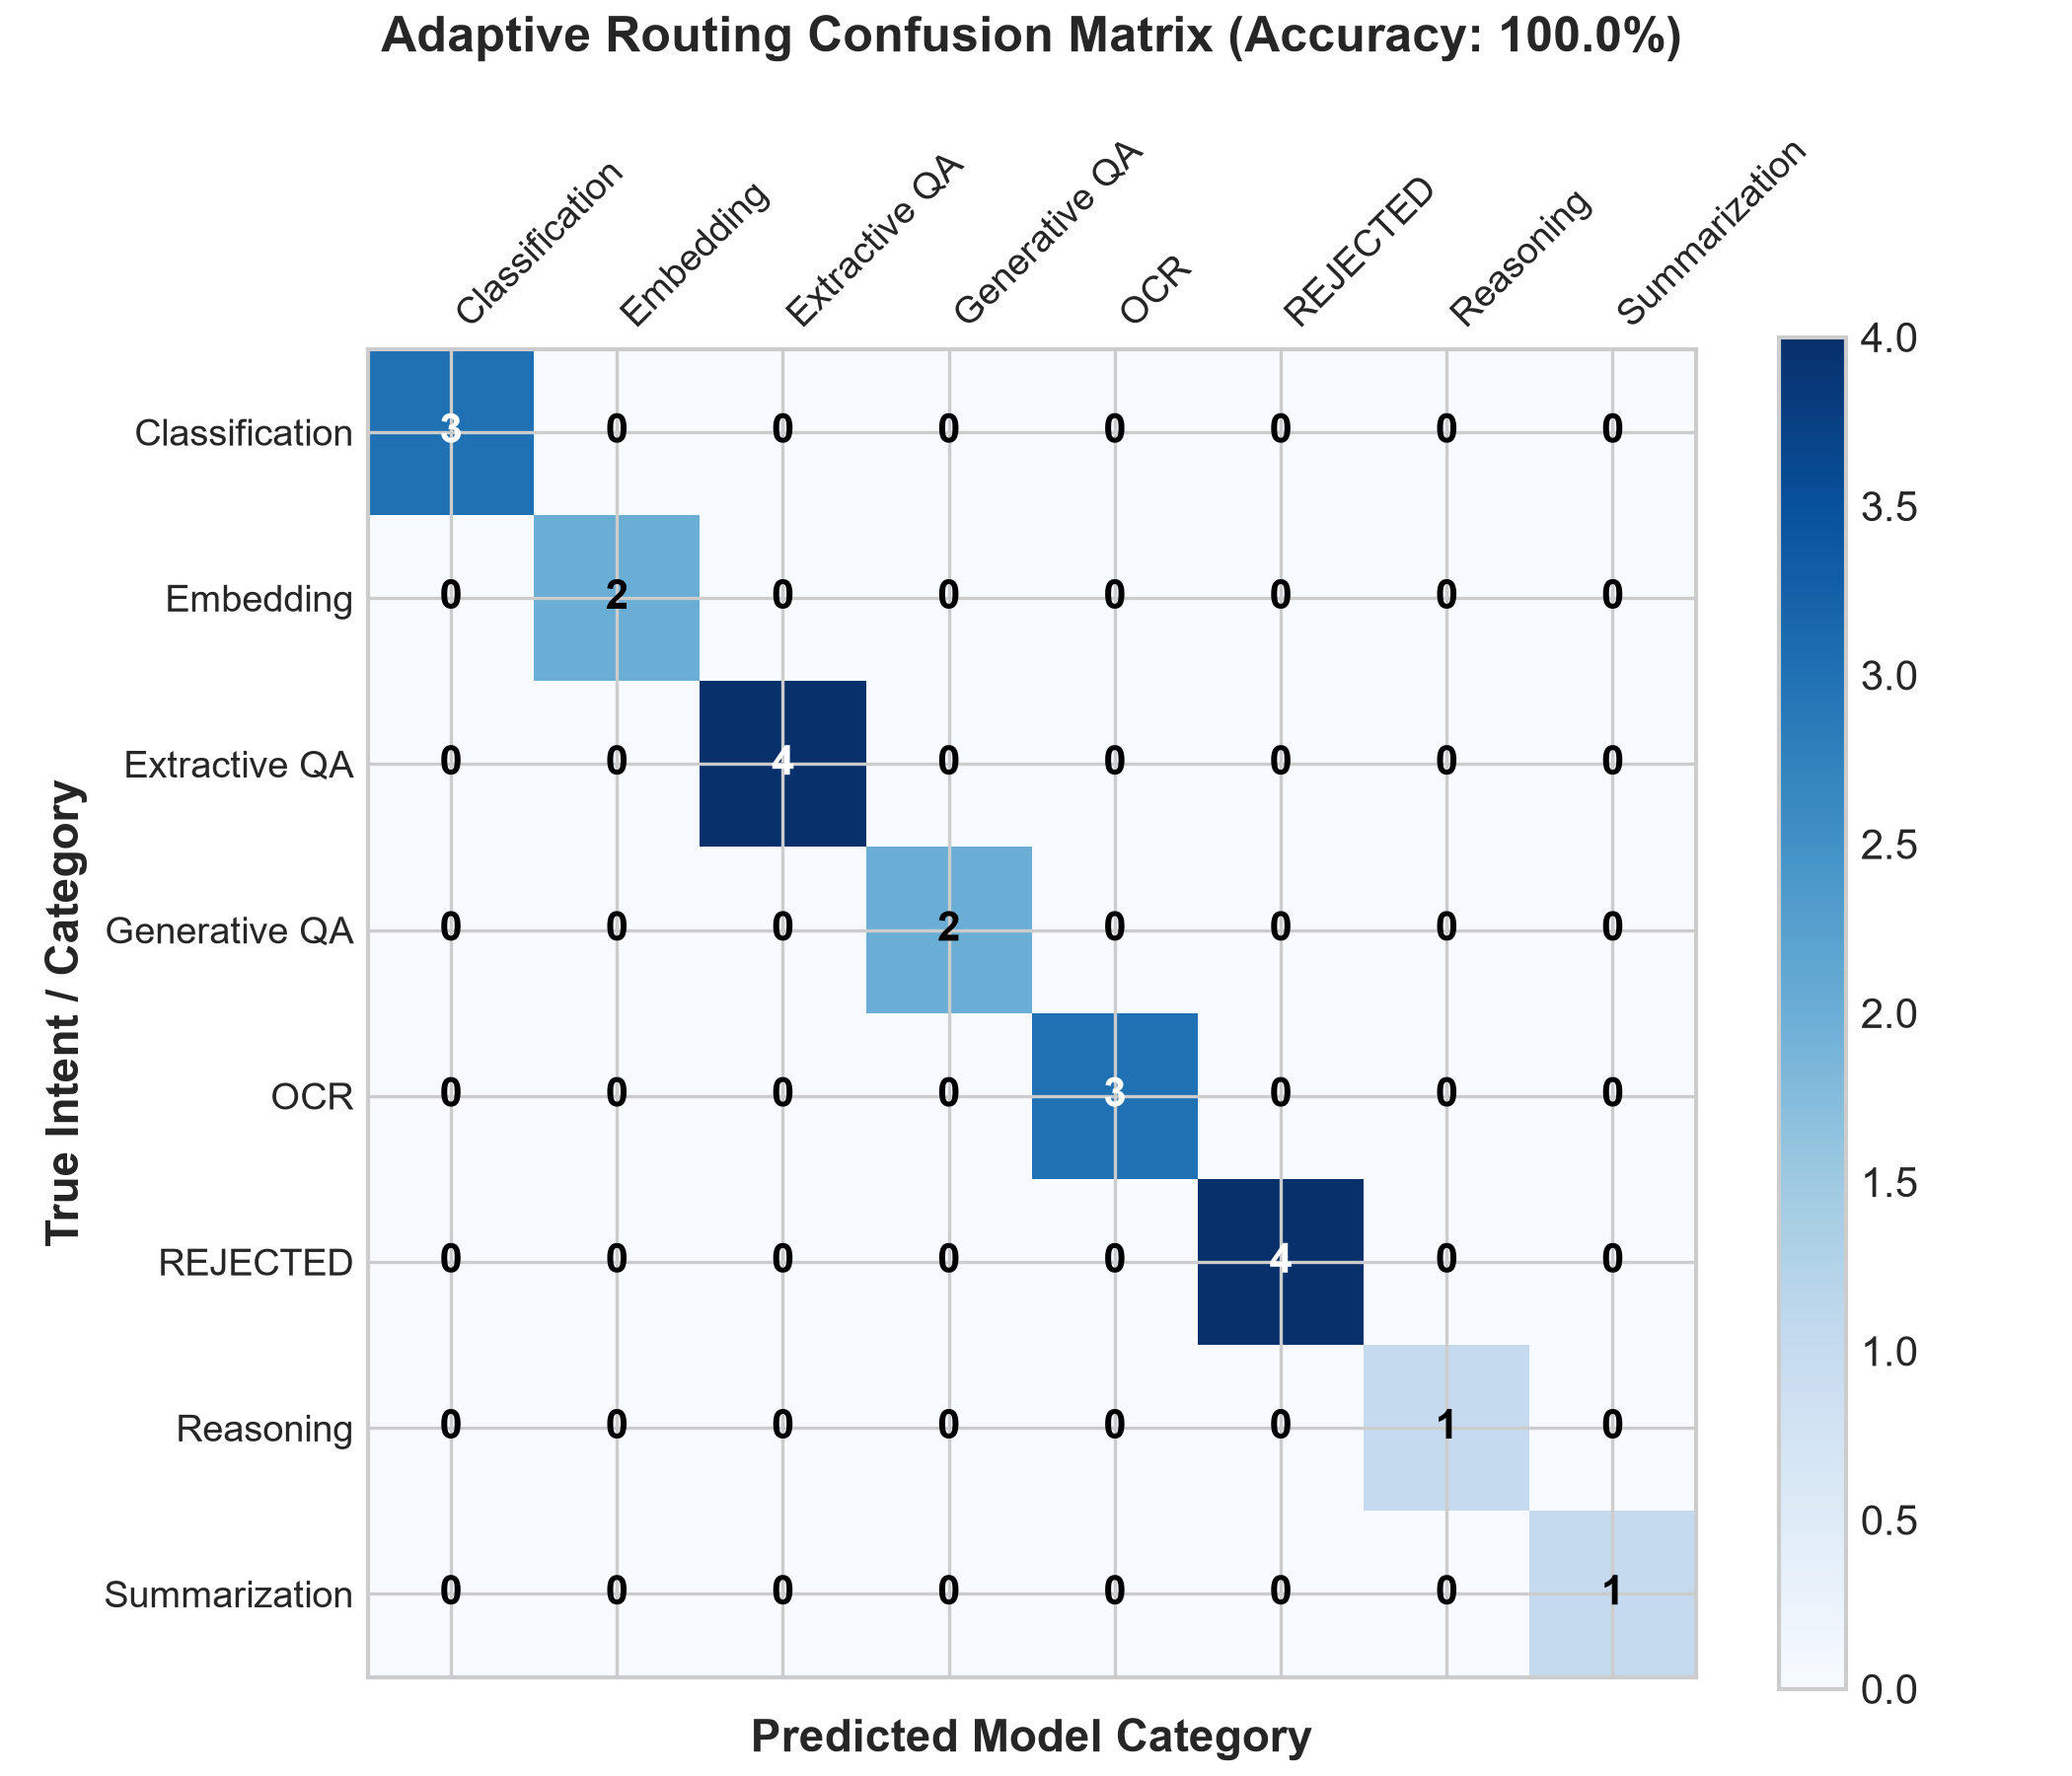 Adaptive Routing Confusion Matrix (Accuracy: 100.0%)
Classification
Embedding
Extractive QA
Generative QA
OCR
REJECTED
Reasoning
Summarization
4.0
Classification 3 0 0 0 0 0 0 0
3.5
Embedding 0 2 0 0 0 0 0 0
3.0
Extractive QA 0 0 4 0 0 0 0 0
2.5
Generative QA 0 0 0 2 0 0 0 0
2.0
OCR 0 0 0 0 3 0 0 0
1.5
REJECTED 0 0 0 0 0 4 0 0
1.0
Reasoning 0 0 0 0 0 0 1 0
0.5
Summarization 0 0 0 0 0 0 0 1
0.0
True Intent / Category
Predicted Model Category